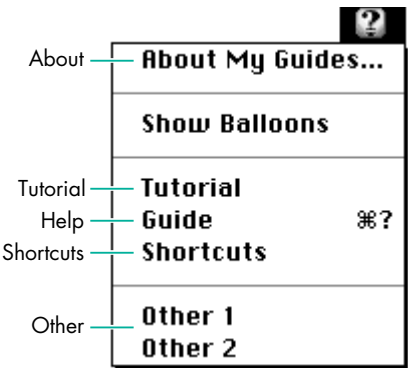 About About My Guides...
Show Balloons
Tutorial Tutorial
Help Guide ⌘?
Shortcuts Shortcuts
Other Other 1
Other 2